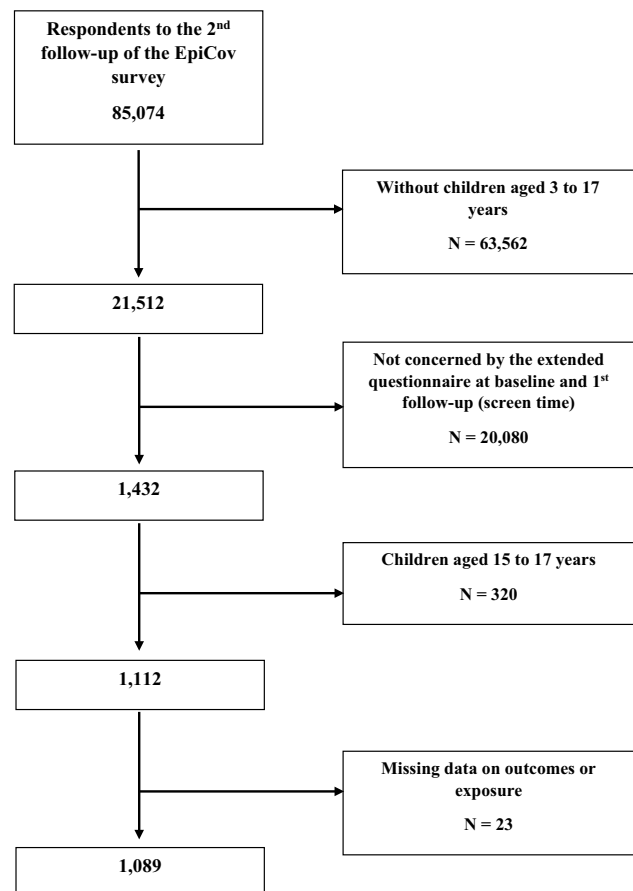 Respondents to the 2nd
follow-up of the EpiCov
survey
85,074
Without children aged 3 to 17
years
N = 63,562
21,512
Not concerned by the extended
questionnaire at baseline and 1st
follow-up (screen time)
N = 20,080
1,432
Children aged 15 to 17 years
N = 320
1,112
Missing data on outcomes or
exposure
N = 23
1,089